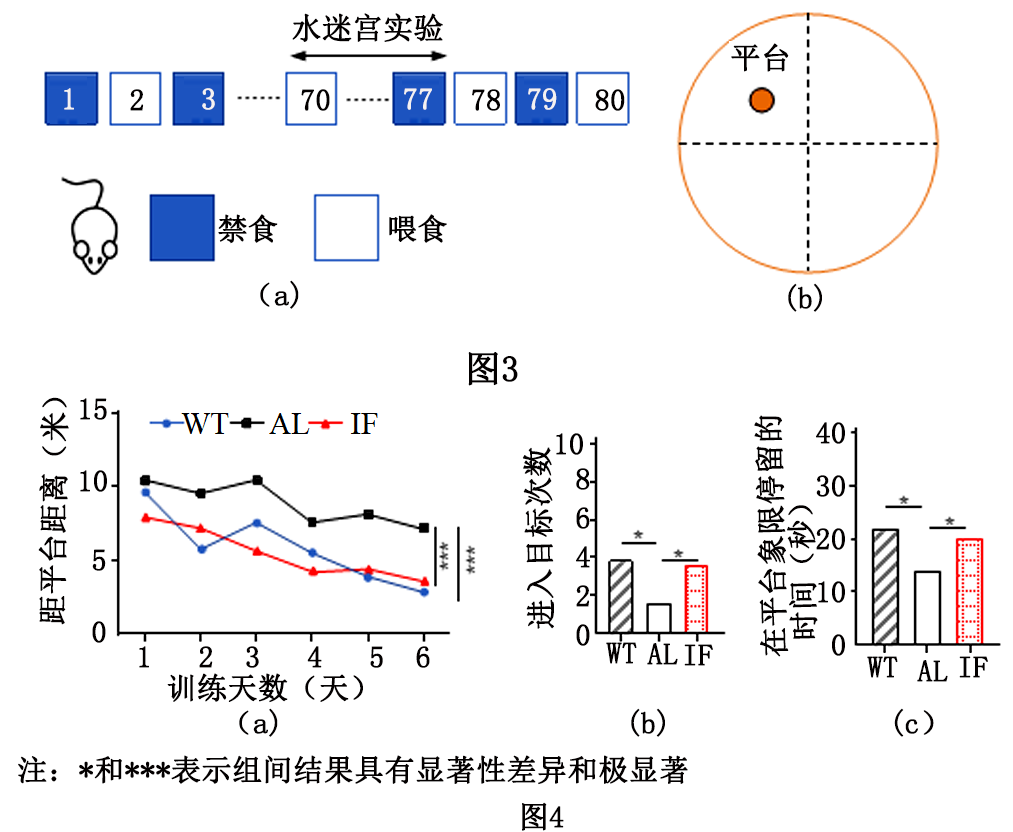 水迷宫实验
1 2 3 …… 70 …… 77 78 79 80
禁食 喂食
(a)
平台
(b)
图3
距平台距离（米）
15
10
5
0
WT AL IF
***
***
1 2 3 4 5 6
训练天数（天）
(a)
进入目标次数
10
8
6
4
2
0
*
*
WT AL IF
(b)
在平台象限停留的
时间（秒）
40
30
20
10
0
*
*
WT AL IF
(c)
注：*和***表示组间结果具有显著性差异和极显著
图4